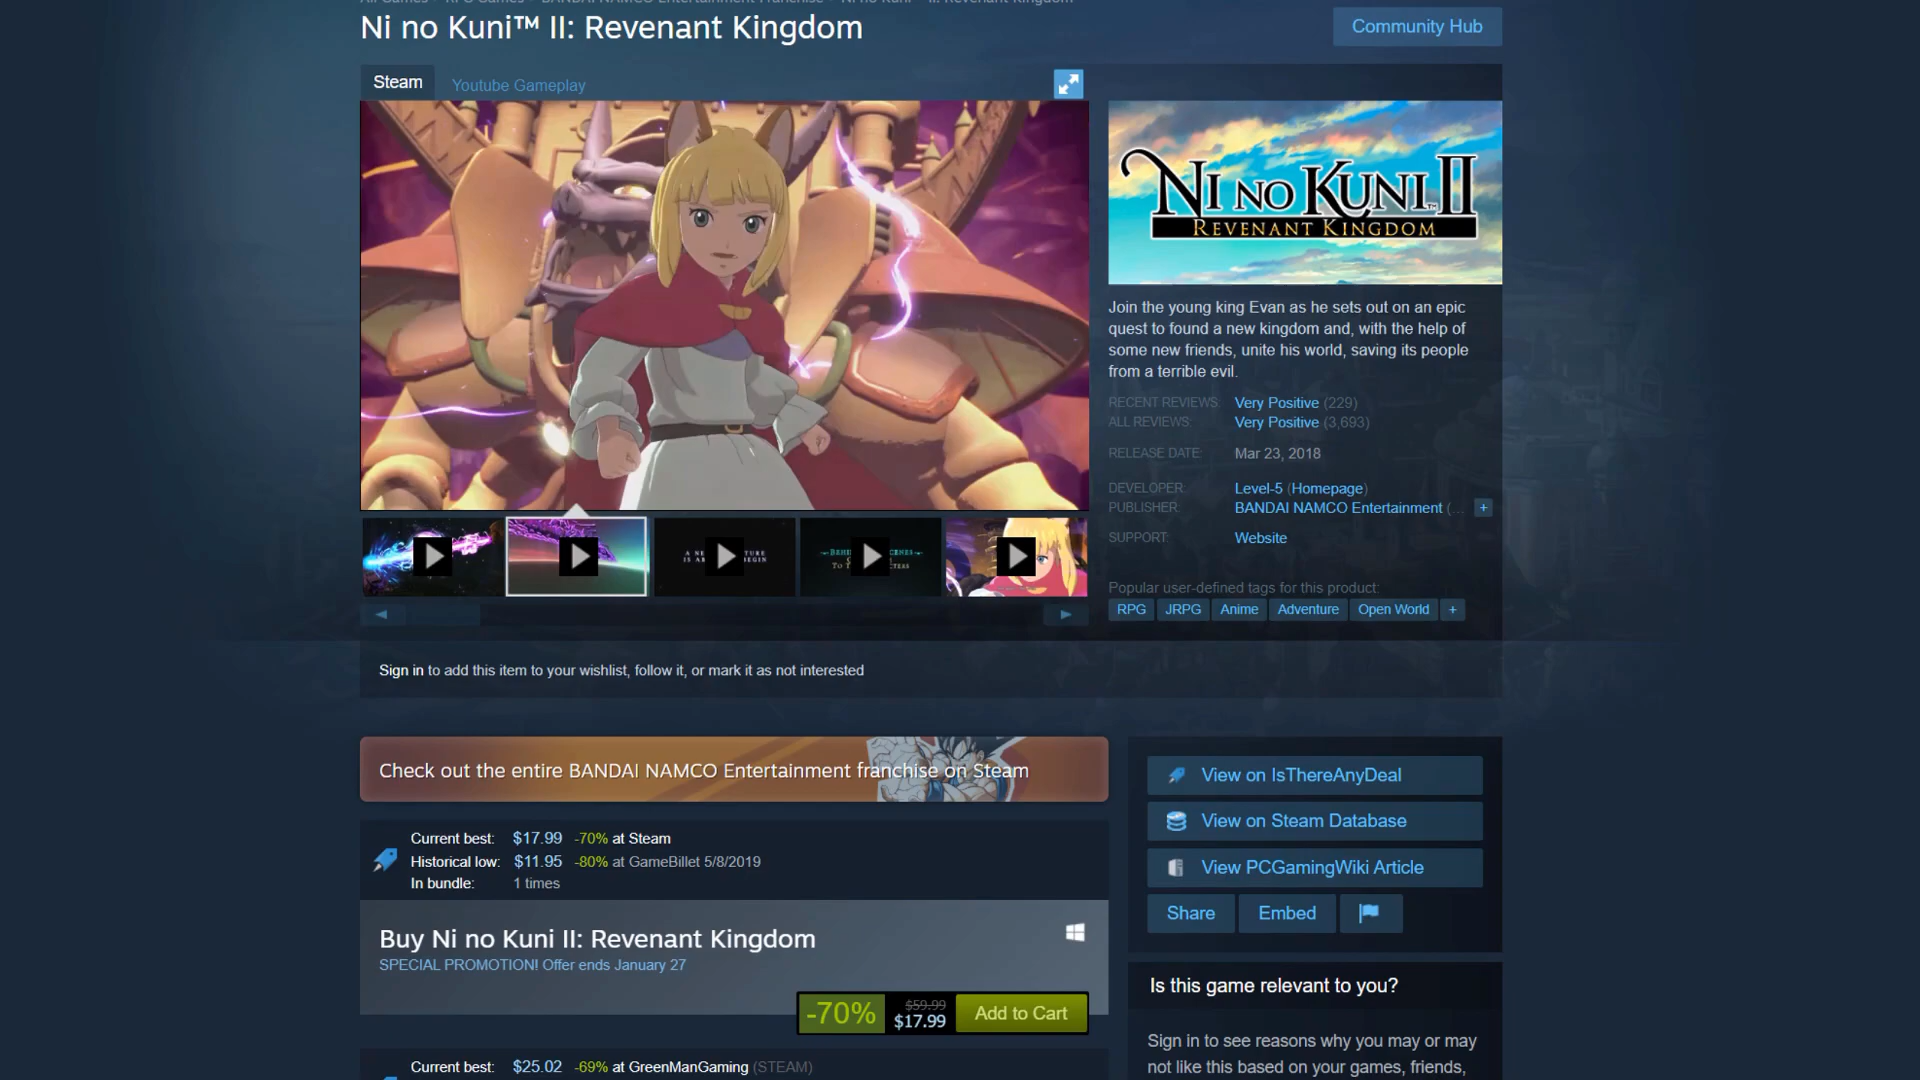 Ni no Kuni™ II: Revenant Kingdom
Community Hub
Steam
Youtube Gameplay
NI NO KUNI II
REVENANT KINGDOM
Join the young king Evan as he sets out on an epic
quest to found a new kingdom and, with the help of
some new friends, unite his world, saving its people
from a terrible evil.
RECENT REVIEWS: Very Positive (229)
ALL REVIEWS: Very Positive (3,693)
RELEASE DATE: Mar 23, 2018
DEVELOPER: Level-5 (Homepage)
PUBLISHER: BANDAI NAMCO Entertainment (... +
SUPPORT: Website
Popular user-defined tags for this product:
RPG JRPG Anime Adventure Open World +
Sign in to add this item to your wishlist, follow it, or mark it as not interested
Check out the entire BANDAI NAMCO Entertainment franchise on Steam
Current best: $17.99 -70% at Steam
Historical low: $11.95 -80% at GameBillet 5/8/2019
In bundle: 1 times
Buy Ni no Kuni II: Revenant Kingdom
SPECIAL PROMOTION! Offer ends January 27
-70% $59.99 $17.99 Add to Cart
Current best: $25.02 -69% at GreenManGaming (STEAM)
View on IsThereAnyDeal
View on Steam Database
View PCGamingWiki Article
Share Embed
Is this game relevant to you?
Sign in to see reasons why you may or may
not like this based on your games, friends,